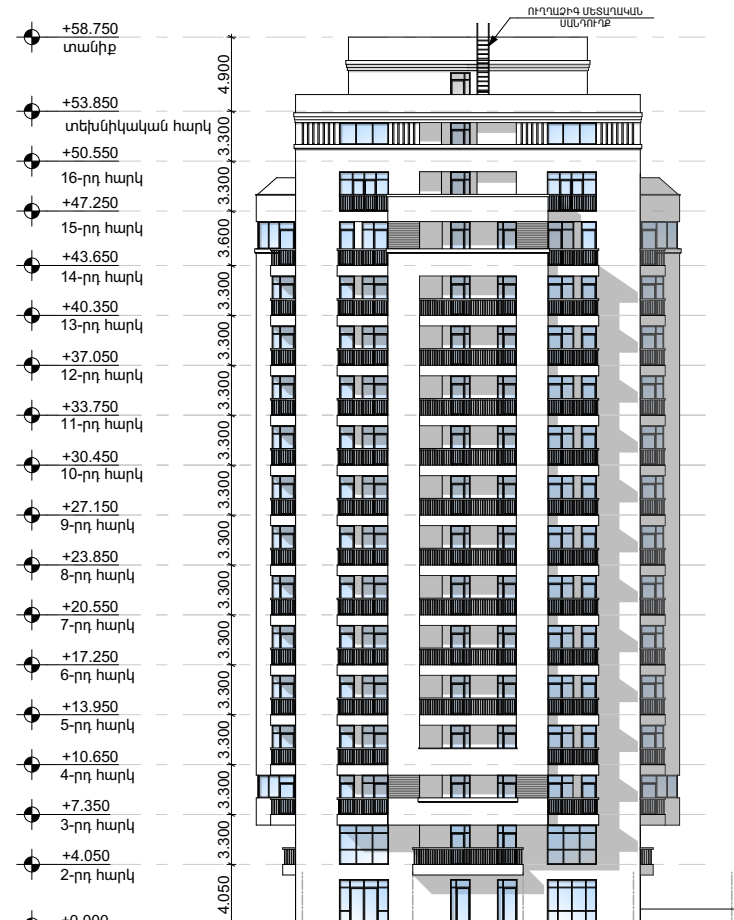 ՈՒՂՂԱՁԻԳ ՄԵՏԱՂԱԿԱՆ
ՍԱՆԴՈՒՂՔ
+58.750
տանիք
4.900
+53.850
տեխնիկական հարկ
3.300
+50.550
16-րդ հարկ
3.300
+47.250
15-րդ հարկ
3.600
+43.650
14-րդ հարկ
3.300
+40.350
13-րդ հարկ
3.300
+37.050
12-րդ հարկ
3.300
+33.750
11-րդ հարկ
3.300
+30.450
10-րդ հարկ
3.300
+27.150
9-րդ հարկ
3.300
+23.850
8-րդ հարկ
3.300
+20.550
7-րդ հարկ
3.300
+17.250
6-րդ հարկ
3.300
+13.950
5-րդ հարկ
3.300
+10.650
4-րդ հարկ
3.300
+7.350
3-րդ հարկ
3.300
+4.050
2-րդ հարկ
4.050
+0.000